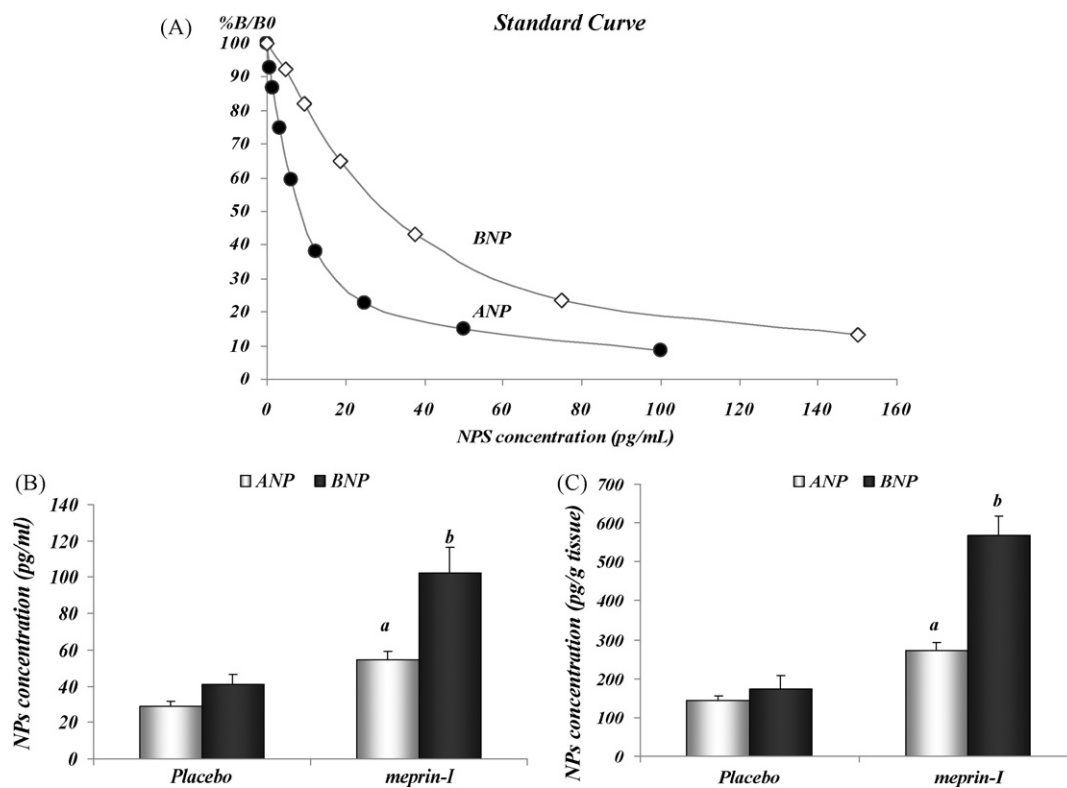 (A)
%B/B0
Standard Curve
100
90
80
70
60
50
40
30
20
10
0
BNP
ANP
0 20 40 60 80 100 120 140 160
NPS concentration (pg/mL)
(B)
ANP BNP
NPs concentration (pg/ml)
140
120
100
80
60
40
20
0
a
b
Placebo meprin-I
(C)
ANP BNP
NPs concentration (pg/g tissue)
700
600
500
400
300
200
100
0
a
b
Placebo meprin-I